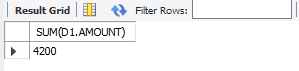 Result Grid Filter Rows:
SUM(D1.AMOUNT)
4200